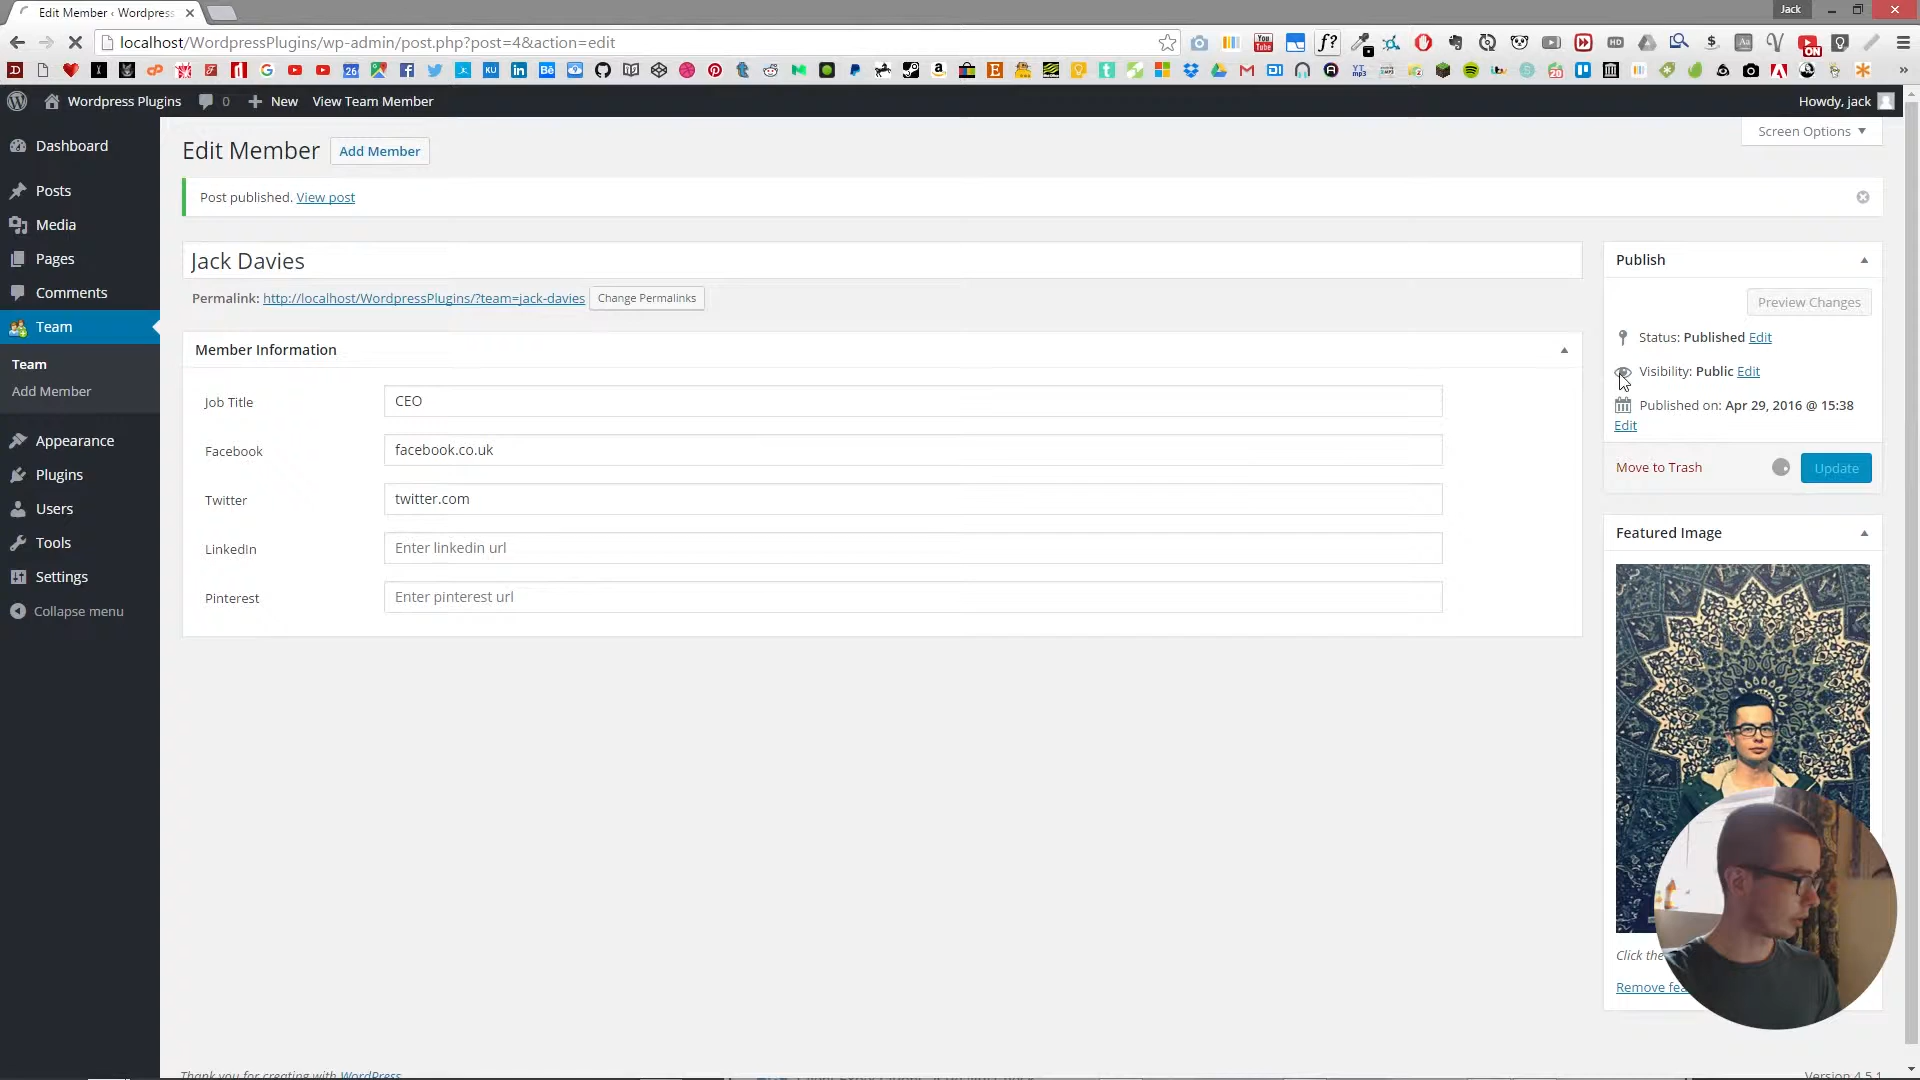 Edit Member ‹ Wordpress
Jack
localhost/WordpressPlugins/wp-admin/post.php?post=4&action=edit
Wordpress Plugins
0
New
View Team Member
Howdy, jack
Screen Options
Dashboard
Posts
Media
Pages
Comments
Team
Team
Add Member
Appearance
Plugins
Users
Tools
Settings
Collapse menu
Edit Member
Add Member
Post published. View post
Jack Davies
Permalink: http://localhost/WordpressPlugins/?team=jack-davies
Change Permalinks
Member Information
Job Title
CEO
Facebook
facebook.co.uk
Twitter
twitter.com
LinkedIn
Enter linkedin url
Pinterest
Enter pinterest url
Publish
Preview Changes
Status: Published Edit
Visibility: Public Edit
Published on: Apr 29, 2016 @ 15:38
Edit
Move to Trash
Update
Featured Image
Click the
Remove fea
Thank you for creating with WordPress
Version 4.5.1